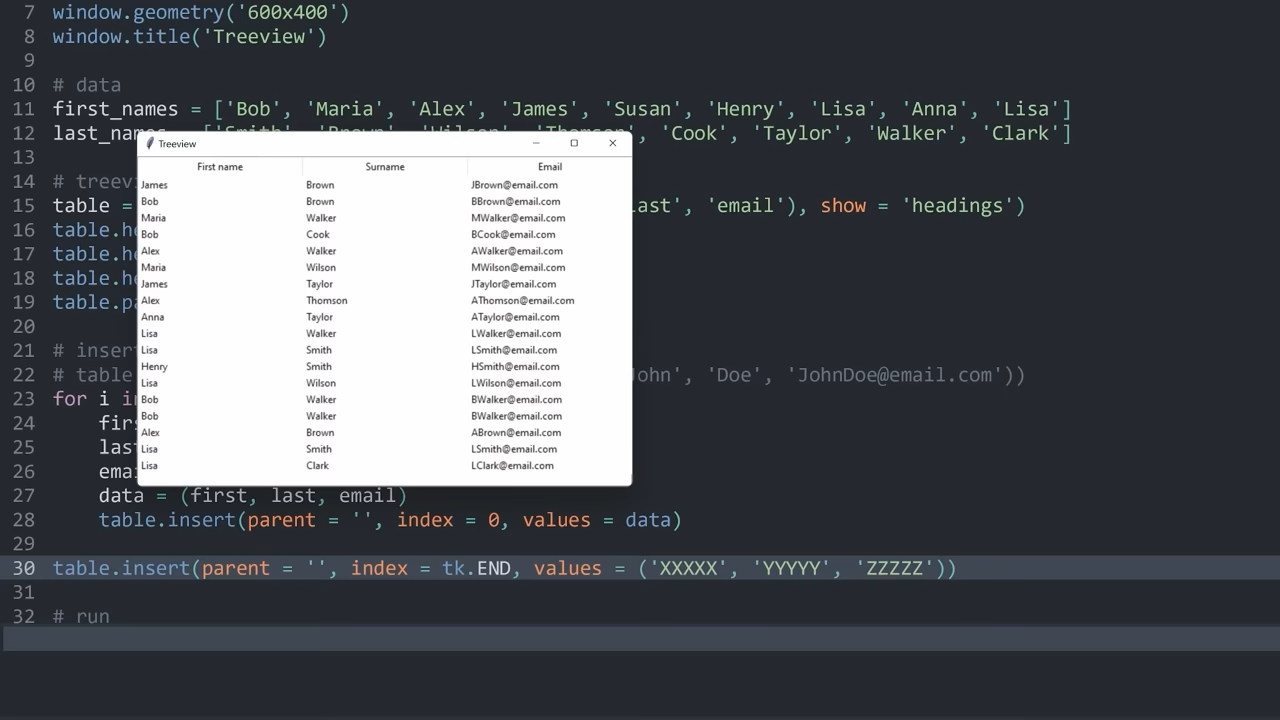 7 window.geometry('600x400')
8 window.title('Treeview')
9
10 # data
11 first_names = ['Bob', 'Maria', 'Alex', 'James', 'Susan', 'Henry', 'Lisa', 'Anna', 'Lisa']
12 last_names 'Cook', 'Taylor', 'Walker', 'Clark']
Treeview
13
First name Surname Email
14 # treevi
James Brown JBrown@email.com
15 table = 'email'), show = 'headings')
Bob Brown BBrown@email.com
Maria Walker MWalker@email.com
16 table.he
Bob Cook BCook@email.com
17 table.he
Alex Walker AWalker@email.com
Maria Wilson MWilson@email.com
18 table.he
James Taylor JTaylor@email.com
19 table.pa
Alex Thomson AThomson@email.com
Anna Taylor ATaylor@email.com
20
Lisa Walker LWalker@email.com
21 # insert
Lisa Smith LSmith@email.com
Henry Smith HSmith@email.com
22 # table 'Doe', 'JohnDoe@email.com'))
Lisa Wilson LWilson@email.com
23 for i in
Bob Walker BWalker@email.com
Bob Walker BWalker@email.com
24 firs
Alex Brown ABrown@email.com
25 last
Lisa Smith LSmith@email.com
26 emai
Lisa Clark LClark@email.com
27 data = (first, last, email)
28 table.insert(parent = '', index = 0, values = data)
29
30 table.insert(parent = '', index = tk.END, values = ('XXXXX', 'YYYYY', 'ZZZZZ'))
31
32 # run